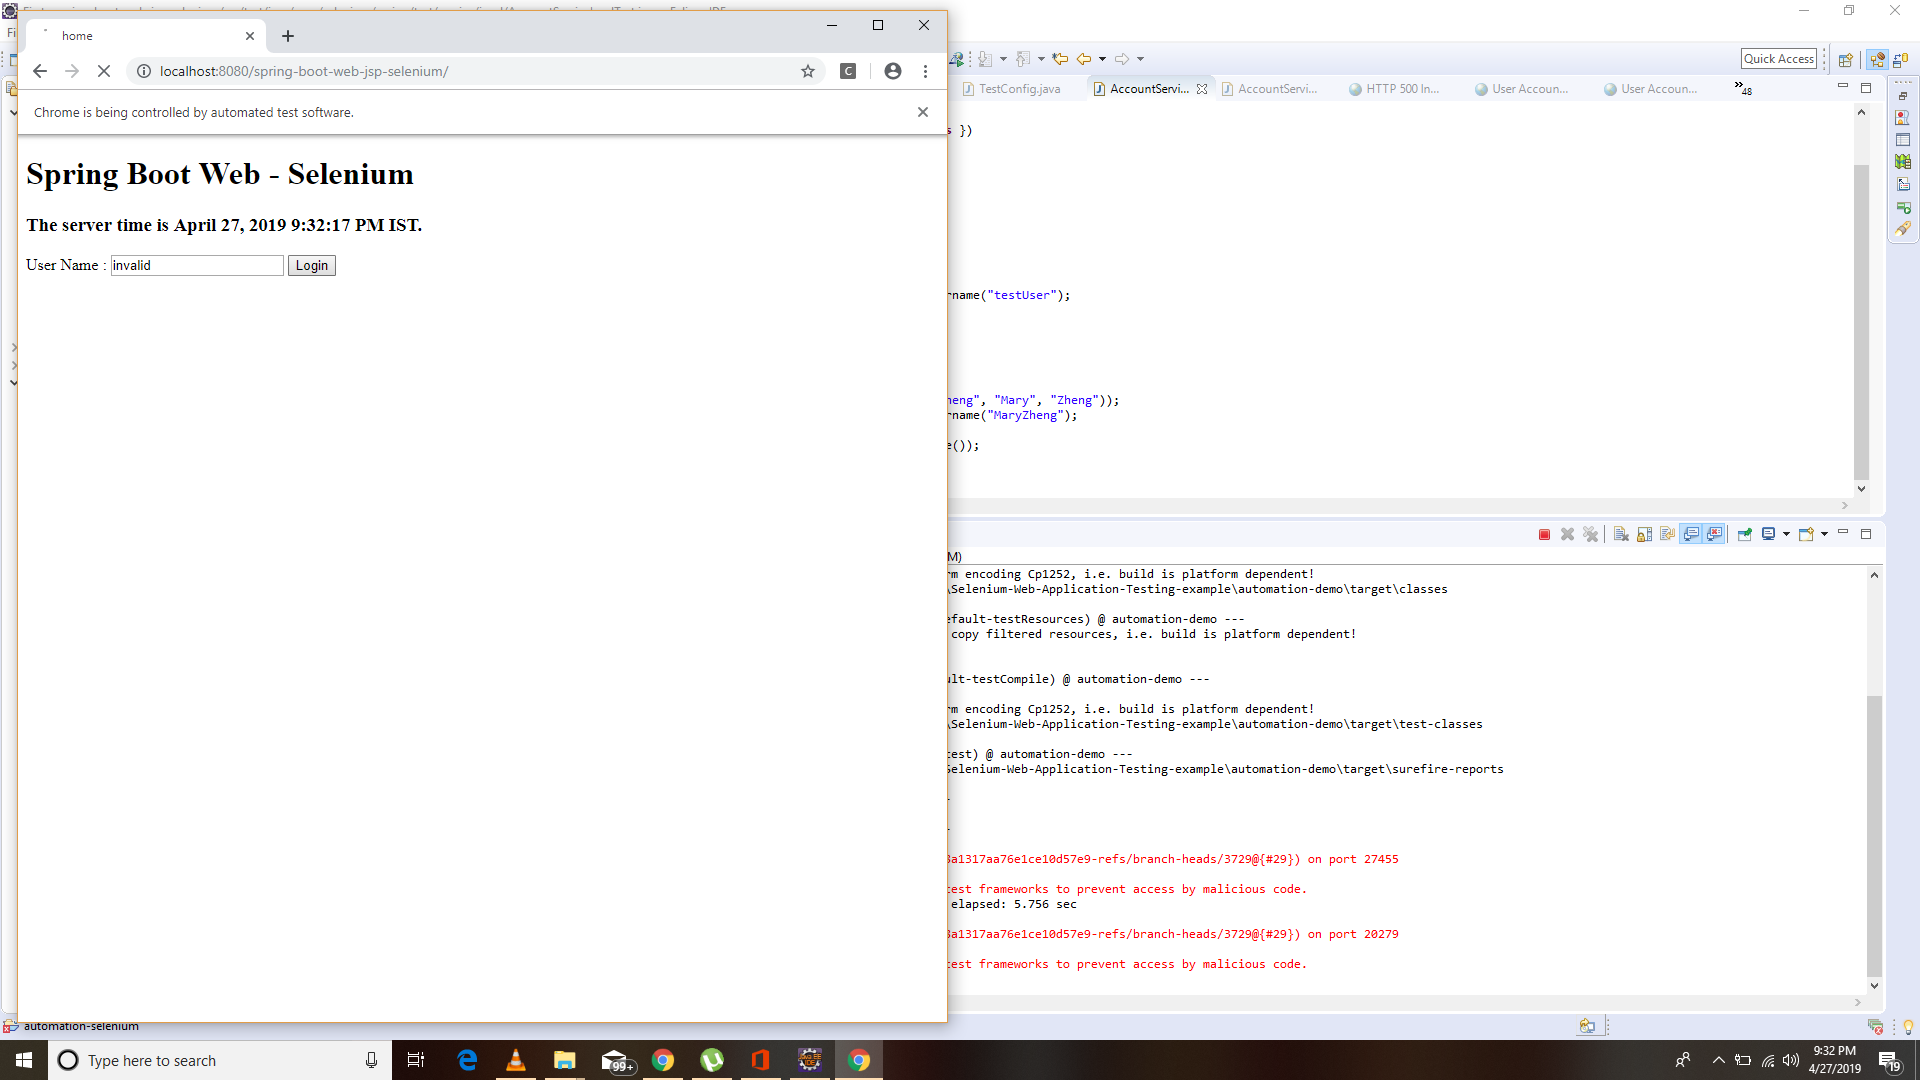 home
localhost:8080/spring-boot-web-jsp-selenium/
Chrome is being controlled by automated test software.
Spring Boot Web - Selenium
The server time is April 27, 2019 9:32:17 PM IST.
User Name : invalid Login
Quick Access
TestConfig.java
AccountServi...
AccountServi...
HTTP 500 In...
User Accoun...
User Accoun...
»48
s })
rname("testUser");
heng", "Mary", "Zheng"));
rname("MaryZheng");
e());
M)
rm encoding Cp1252, i.e. build is platform dependent!
\Selenium-Web-Application-Testing-example\automation-demo\target\classes
efault-testResources) @ automation-demo ---
copy filtered resources, i.e. build is platform dependent!
ult-testCompile) @ automation-demo ---
rm encoding Cp1252, i.e. build is platform dependent!
\Selenium-Web-Application-Testing-example\automation-demo\target\test-classes
test) @ automation-demo ---
Selenium-Web-Application-Testing-example\automation-demo\target\surefire-reports
8a1317aa76e1ce10d57e9-refs/branch-heads/3729@{#29}) on port 27455
test frameworks to prevent access by malicious code.
elapsed: 5.756 sec
8a1317aa76e1ce10d57e9-refs/branch-heads/3729@{#29}) on port 20279
test frameworks to prevent access by malicious code.
automation-selenium
Type here to search
99+
9:32 PM
4/27/2019
19